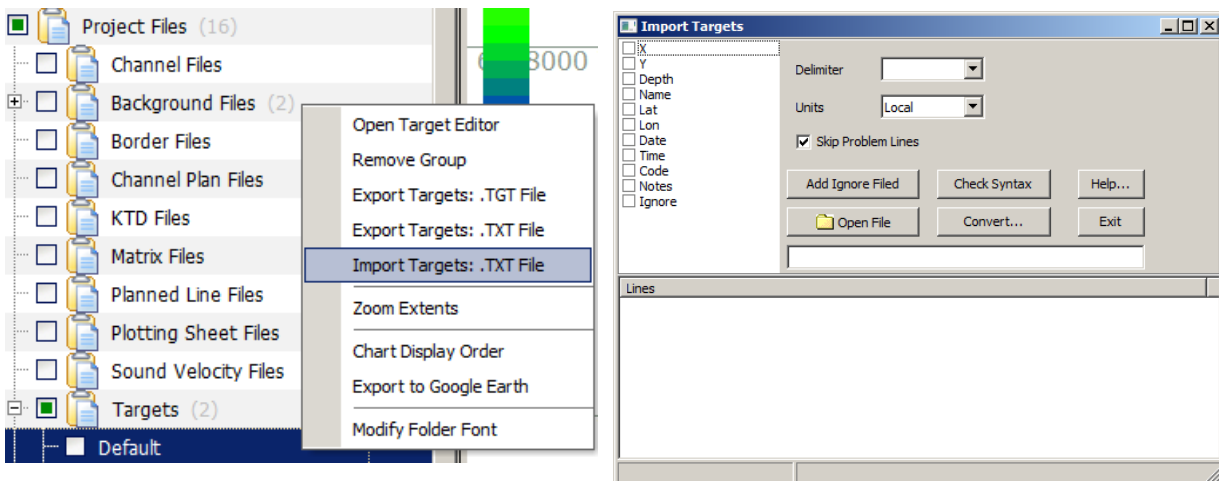 Project Files (16)
Channel Files
Background Files (2)
Border Files
Channel Plan Files
KTD Files
Matrix Files
Planned Line Files
Plotting Sheet Files
Sound Velocity Files
Targets (2)
Default
Open Target Editor
Remove Group
Export Targets: .TGT File
Export Targets: .TXT File
Import Targets: .TXT File
Zoom Extents
Chart Display Order
Export to Google Earth
Modify Folder Font
Import Targets
X
Y
Depth
Name
Lat
Lon
Date
Time
Code
Notes
Ignore
Delimiter
Units Local
Skip Problem Lines
Add Ignore Filed Check Syntax Help...
Open File Convert... Exit
Lines